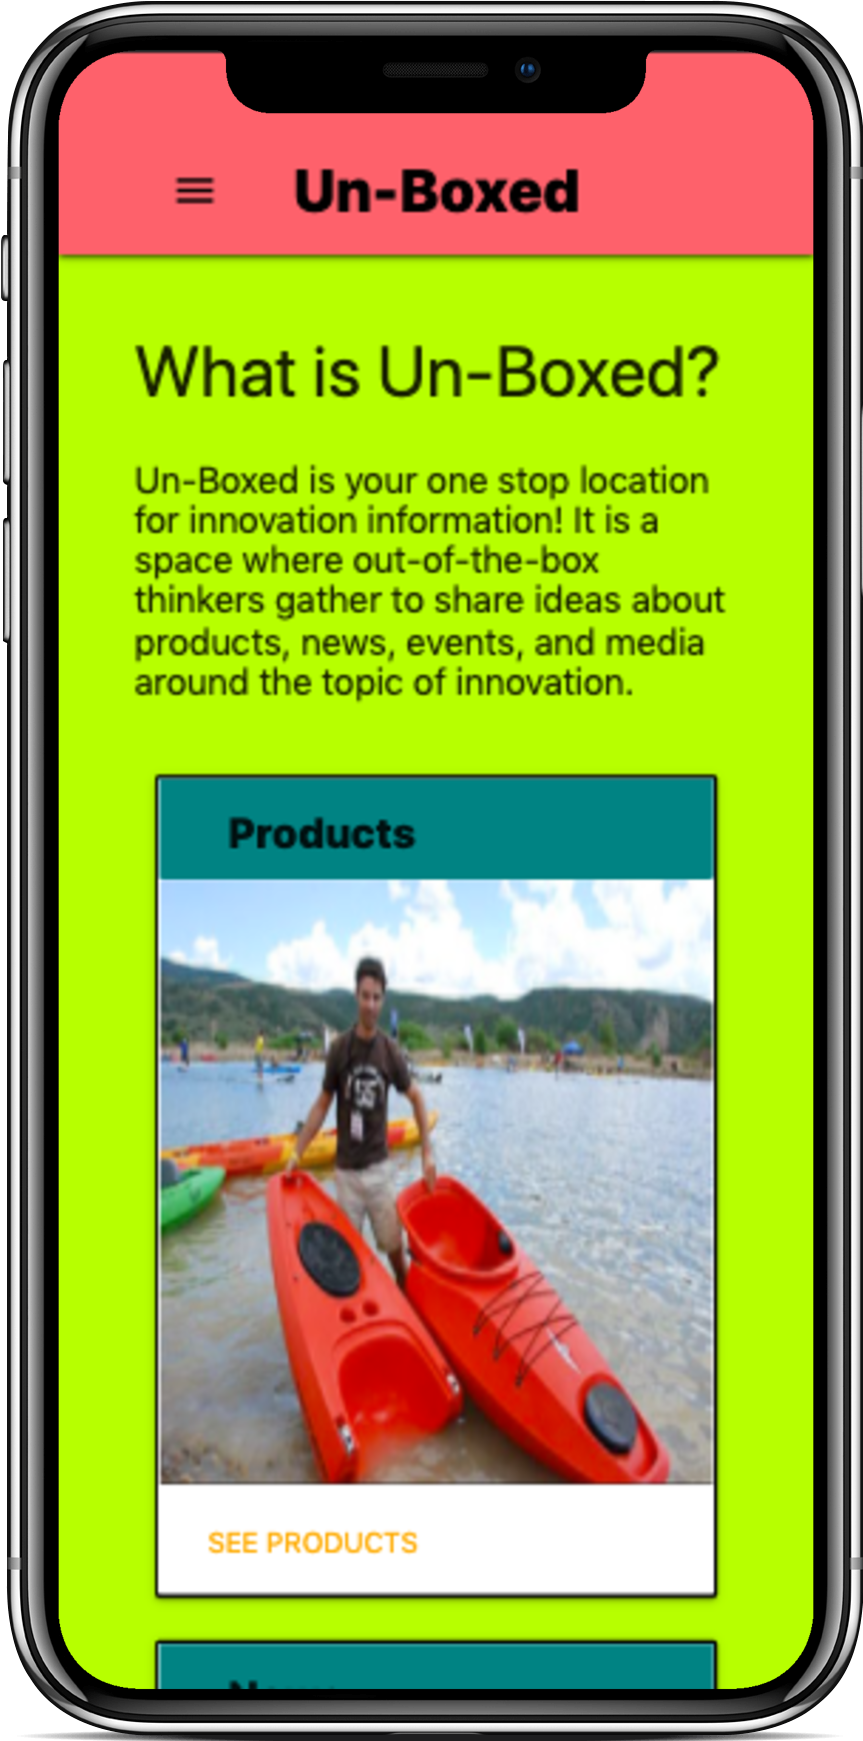 Un-Boxed
What is Un-Boxed?
Un-Boxed is your one stop location
for innovation information! It is a
space where out-of-the-box
thinkers gather to share ideas about
products, news, events, and media
around the topic of innovation.
Products
SEE PRODUCTS